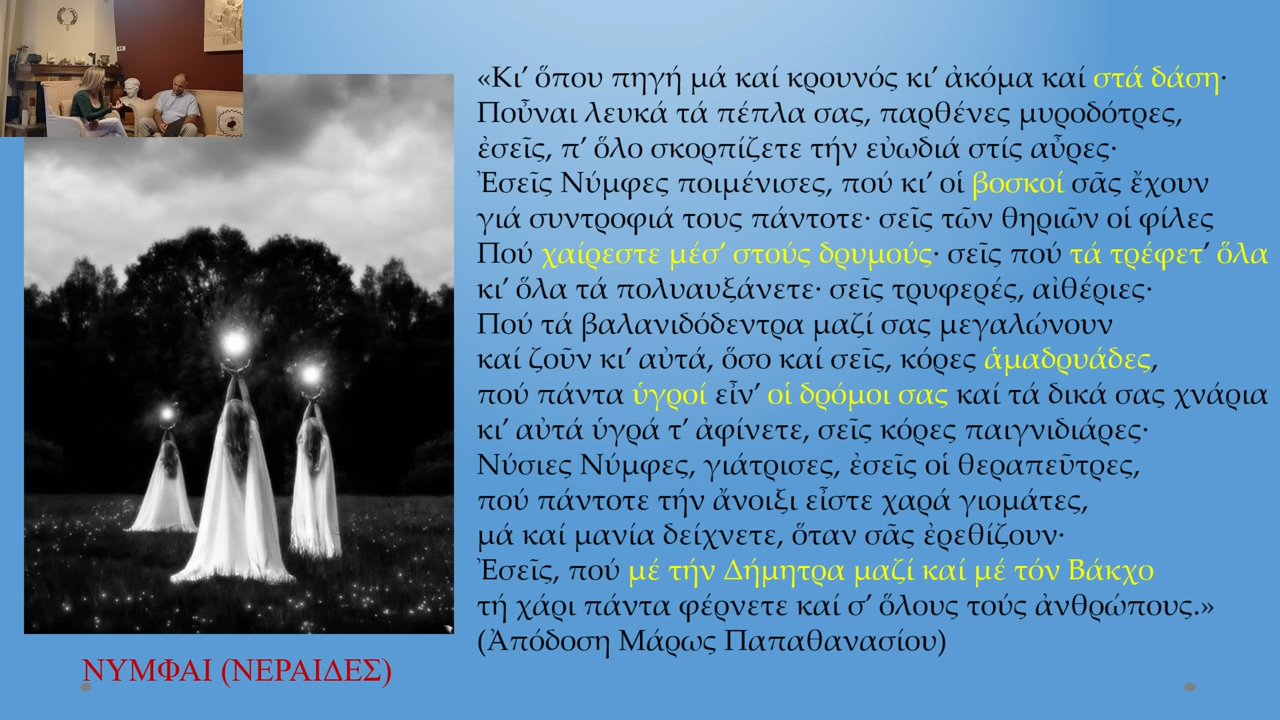 «Κι’ ὅπου πηγή μά καί κρουνός κι’ ἀκόμα καί στά δάση·
Ποὖναι λευκά τά πέπλα σας, παρθένες μυροδότρες,
ἐσεῖς, π’ ὅλο σκορπίζετε τήν εὐωδιά στίς αὖρες·
Ἐσεῖς Νύμφες ποιμένισες, πού κι’ οἱ βοσκοί σᾶς ἔχουν
γιά συντροφιά τους πάντοτε· σεῖς τῶν θηριῶν οἱ φίλες
Πού χαίρεστε μέσ’ στούς δρυμούς· σεῖς πού τά τρέφετ’ ὅλα
κι’ ὅλα τά πολυαυξάνετε· σεῖς τρυφερές, αἰθέριες·
Πού τά βαλανιδόδεντρα μαζί σας μεγαλώνουν
καί ζοῦν κι’ αὐτά, ὅσο καί σεῖς, κόρες ἁμαδρυάδες,
πού πάντα ὑγροί εἶν’ οἱ δρόμοι σας καί τά δικά σας χνάρια
κι’ αὐτά ὑγρά τ’ ἀφίνετε, σεῖς κόρες παιγνιδιάρες·
Νύσιες Νύμφες, γιάτρισες, ἐσεῖς οἱ θεραπεῦτρες,
πού πάντοτε τήν ἄνοιξι εἶστε χαρά γιομάτες,
μά καί μανία δείχνετε, ὅταν σᾶς ἐρεθίζουν·
Ἐσεῖς, πού μέ τήν Δήμητρα μαζί καί μέ τόν Βάκχο
τή χάρι πάντα φέρνετε καί σ’ ὅλους τούς ἀνθρώπους.»
(Ἀπόδοση Μάρως Παπαθανασίου)
ΝΥΜΦΑΙ (ΝΕΡΑΙΔΕΣ)